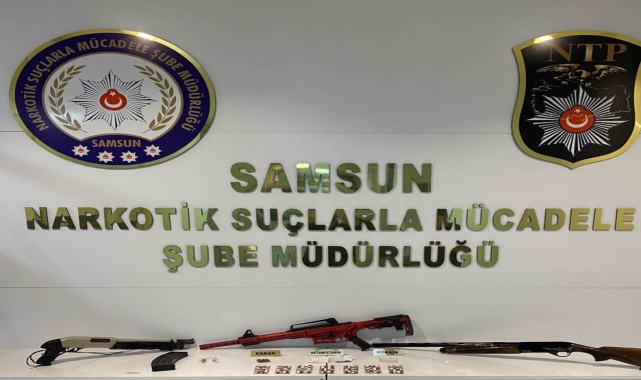 NARKOTİK SUÇLARLA MÜCADELE ŞUBE MÜDÜRLÜĞÜ
SAMSUN
NTP
SAMSUN
NARKOTİK SUÇLARLA MÜCADELE
ŞUBE MÜDÜRLÜĞÜ